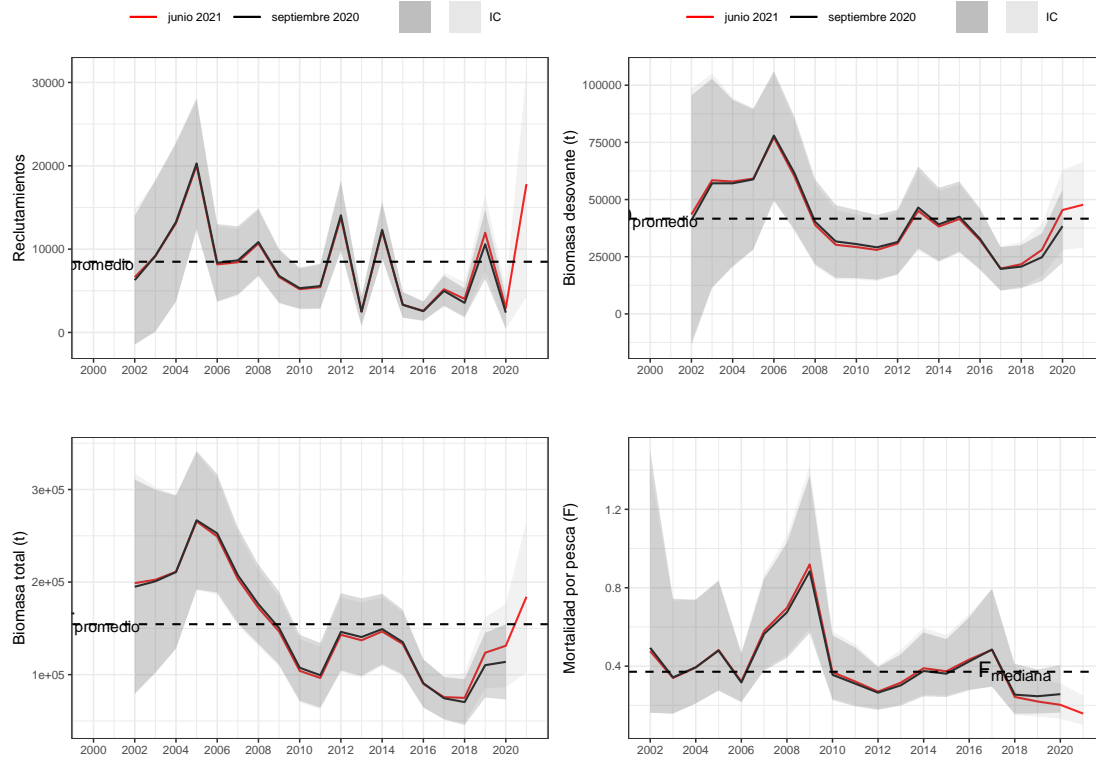 junio 2021 septiembre 2020 IC
junio 2021 septiembre 2020 IC
Reclutamientos
30000
20000
10000
0
promedio
2000 2002 2004 2006 2008 2010 2012 2014 2016 2018 2020
Biomasa desovante (t)
100000
75000
50000
25000
0
promedio
2000 2002 2004 2006 2008 2010 2012 2014 2016 2018 2020
Biomasa total (t)
3e+05
2e+05
1e+05
promedio
2000 2002 2004 2006 2008 2010 2012 2014 2016 2018 2020
Mortalidad por pesca (F)
1.2
0.8
0.4
Fmediana
2002 2004 2006 2008 2010 2012 2014 2016 2018 2020